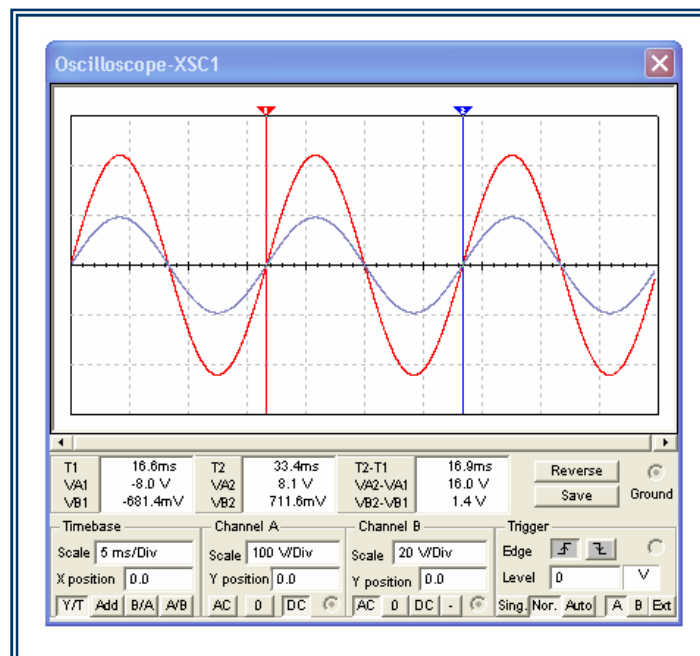 Oscilloscope-XSC1
1 2
T1 16.6ms T2 33.4ms T2-T1 16.9ms Reverse
VA1 -8.0 V VA2 8.1 V VA2-VA1 16.0 V
VB1 -681.4mV VB2 711.6mV VB2-VB1 1.4 V Save Ground
Timebase Channel A Channel B Trigger
Scale 5 ms/Div Scale 100 V/Div Scale 20 V/Div Edge
X position 0.0 Y position 0.0 Y position 0.0 Level 0 V
Y/T Add B/A A/B AC 0 DC AC 0 DC - Sing. Nor. Auto A B Ext